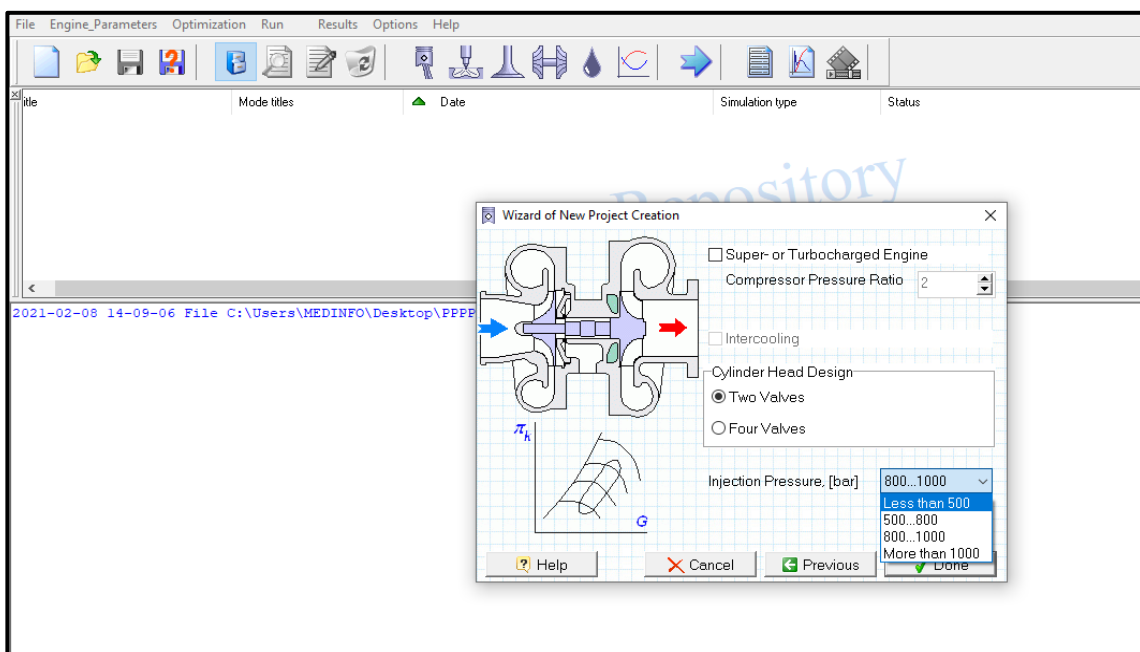 File Engine_Parameters Optimization Run Results Options Help
itle Mode titles Date Simulation type Status
Repository
Wizard of New Project Creation
Super- or Turbocharged Engine
Compressor Pressure Ratio 2
2021-02-08 14-09-06 File C:\Users\MEDINFO\Desktop\PPPP
Intercooling
Cylinder Head Design
Two Valves
Four Valves
πk
G
Injection Pressure, [bar] 800...1000
Less than 500
500...800
800...1000
More than 1000
Help Cancel Previous Done